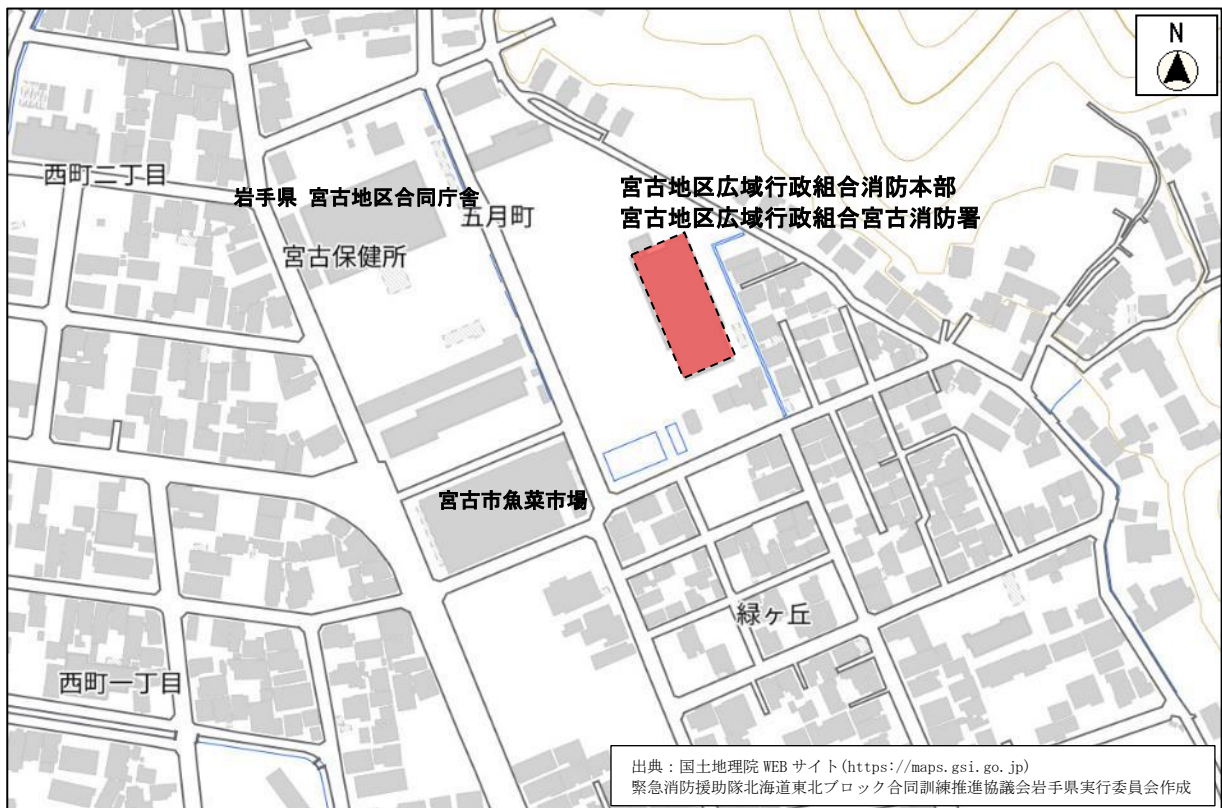 N
西町二丁目
岩手県 宮古地区合同庁舎
五月町
宮古保健所
宮古地区広域行政組合消防本部
宮古地区広域行政組合宮古消防署
宮古市魚菜市場
緑ヶ丘
西町一丁目
出典：国土地理院 WEB サイト(https://maps.gsi.go.jp)
緊急消防援助隊北海道東北ブロック合同訓練推進協議会岩手県実行委員会作成